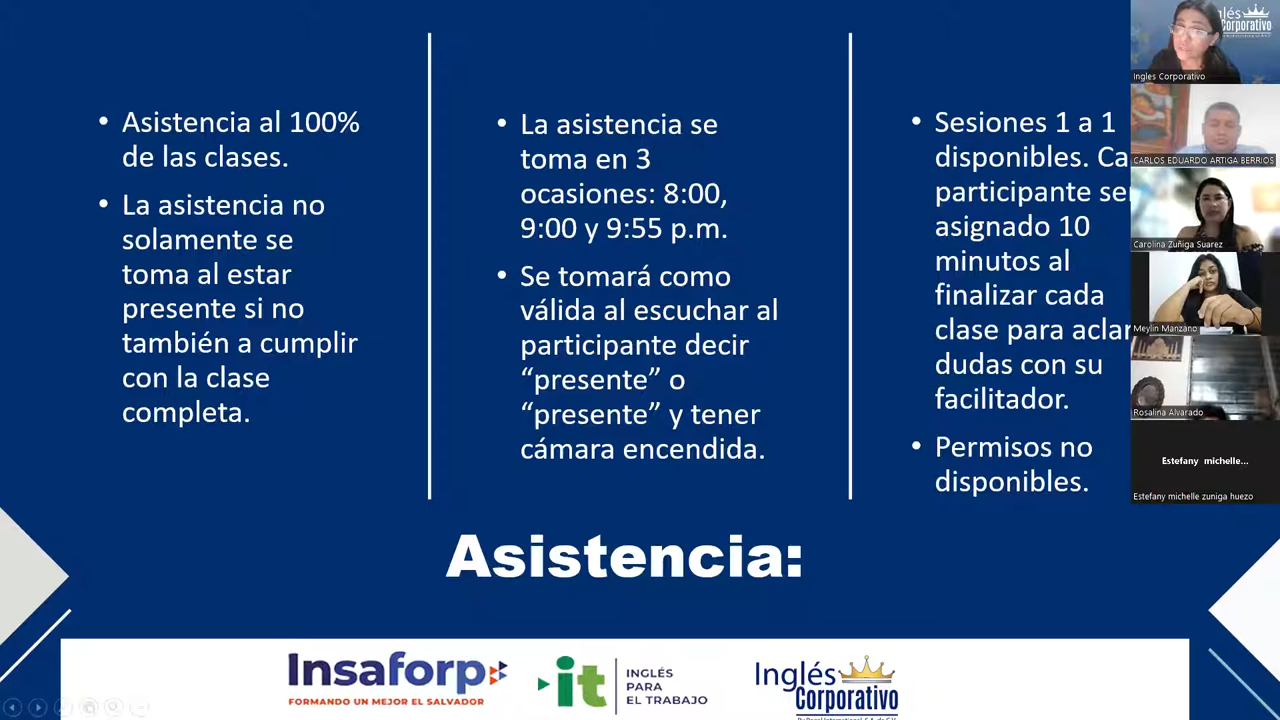 • Asistencia al 100%
de las clases.
• La asistencia no
solamente se
toma al estar
presente si no
también a cumplir
con la clase
completa.
• La asistencia se
toma en 3
ocasiones: 8:00,
9:00 y 9:55 p.m.
• Se tomará como
válida al escuchar al
participante decir
“presente” o
“presente” y tener
cámara encendida.
• Sesiones 1 a 1
disponibles. Ca
participante se
asignado 10
minutos al
finalizar cada
clase para aclar
dudas con su
facilitador.
• Permisos no
disponibles.
Asistencia:
Insaforp
FORMANDO UN MEJOR EL SALVADOR
it
INGLÉS
PARA
EL TRABAJO
Inglés
Corporativo
glés
Corporativo
Ingles Corporativo
CARLOS EDUARDO ARTIGA BERRIOS
Carolina Zuñiga Suarez
Meylin Manzano
Rosalina Alvarado
Estefany michelle...
Estefany michelle zuniga huezo